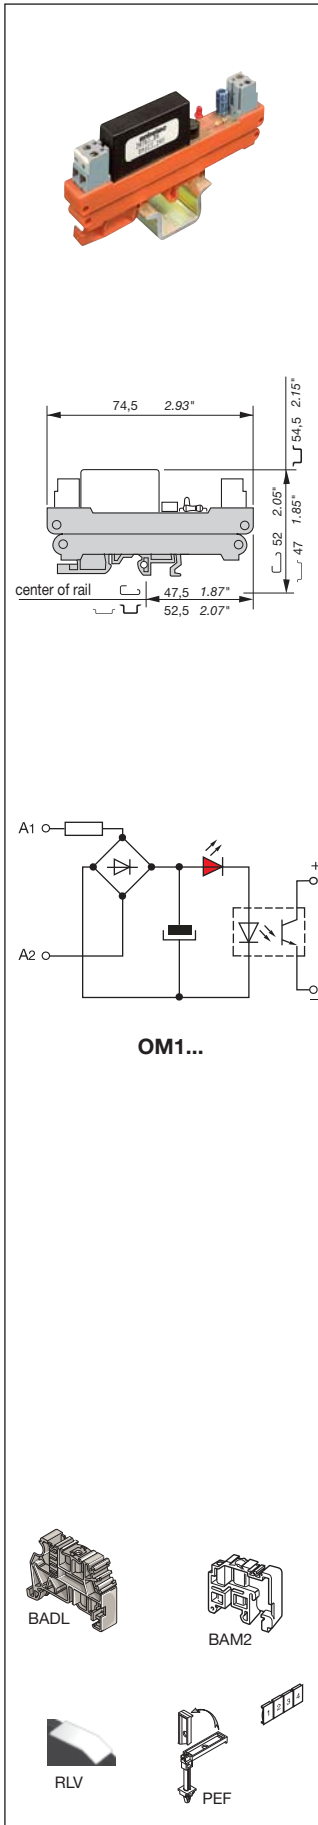 74,5 2.93"
54,5 2.15"
52 2.05"
47 1.85"
center of rail
47,5 1.87"
52,5 2.07"
A1
+
A2
–
OM1...
BADL
BAM2
1 2 3 4
RLV
PEF